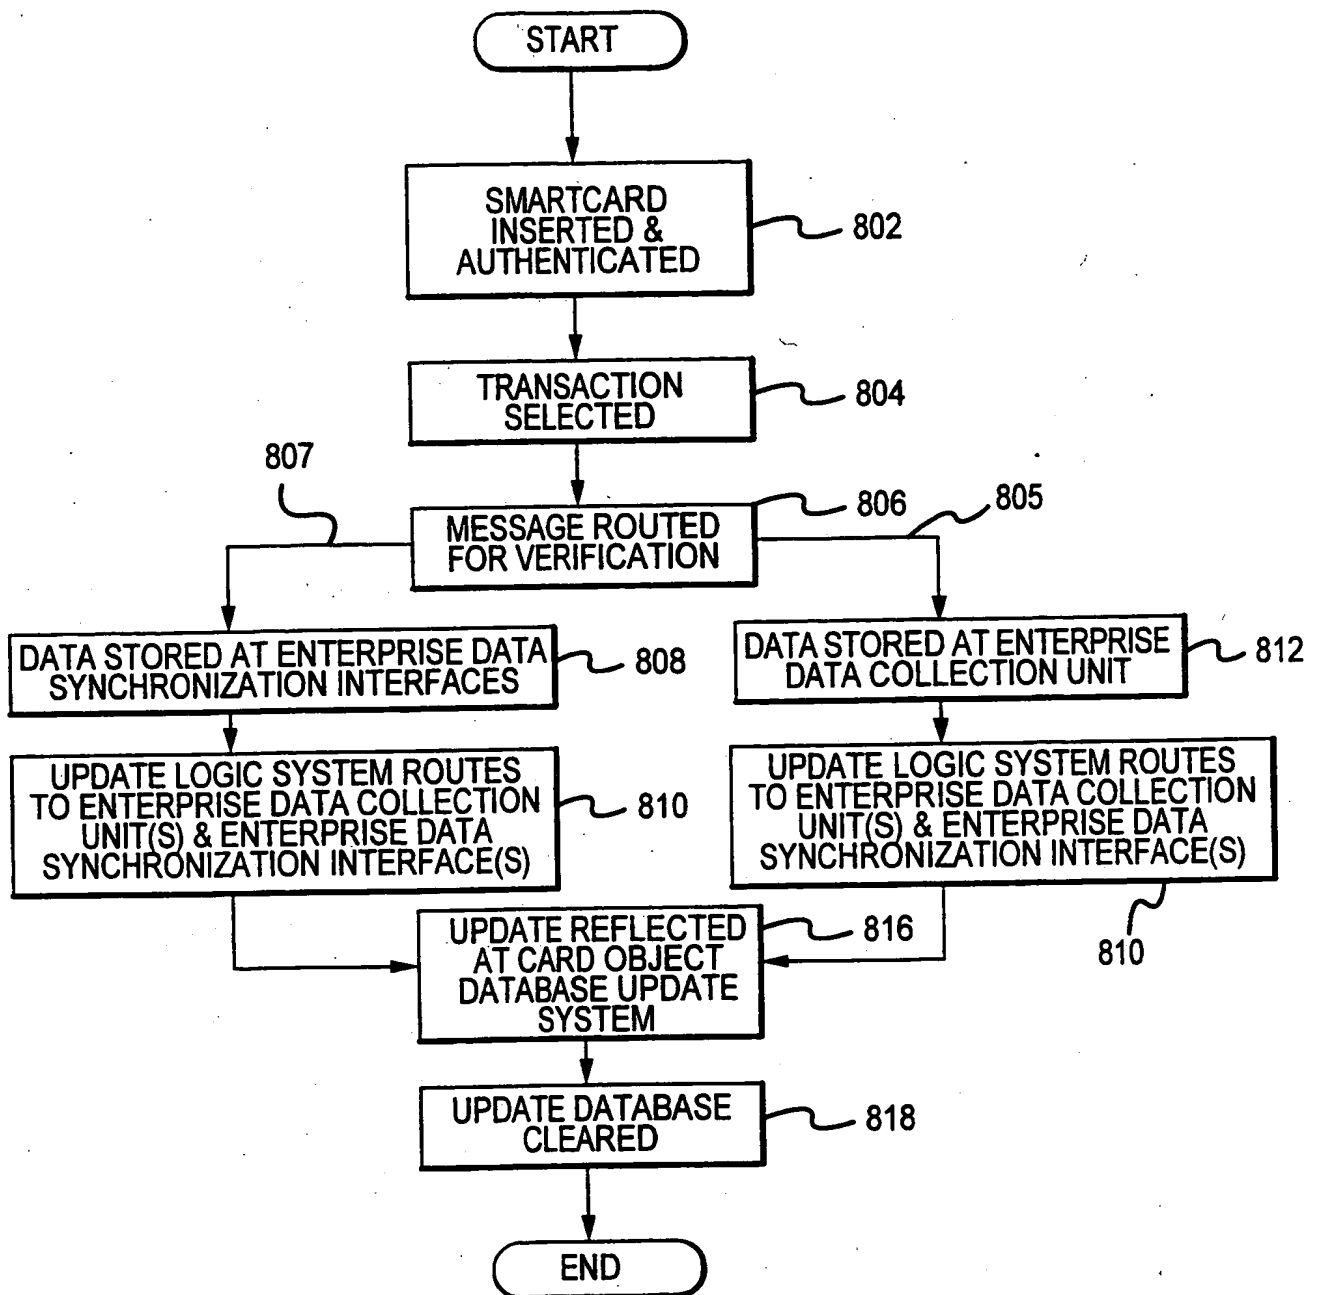 START
SMARTCARD
INSERTED &
AUTHENTICATED
802
TRANSACTION
SELECTED
804
807
MESSAGE ROUTED
FOR VERIFICATION
806
805
DATA STORED AT ENTERPRISE DATA
SYNCHRONIZATION INTERFACES
808
DATA STORED AT ENTERPRISE
DATA COLLECTION UNIT
812
UPDATE LOGIC SYSTEM ROUTES
TO ENTERPRISE DATA COLLECTION
UNIT(S) & ENTERPRISE DATA
SYNCHRONIZATION INTERFACE(S)
810
UPDATE LOGIC SYSTEM ROUTES
TO ENTERPRISE DATA COLLECTION
UNIT(S) & ENTERPRISE DATA
SYNCHRONIZATION INTERFACE(S)
810
UPDATE REFLECTED
AT CARD OBJECT
DATABASE UPDATE
SYSTEM
816
UPDATE DATABASE
CLEARED
818
END